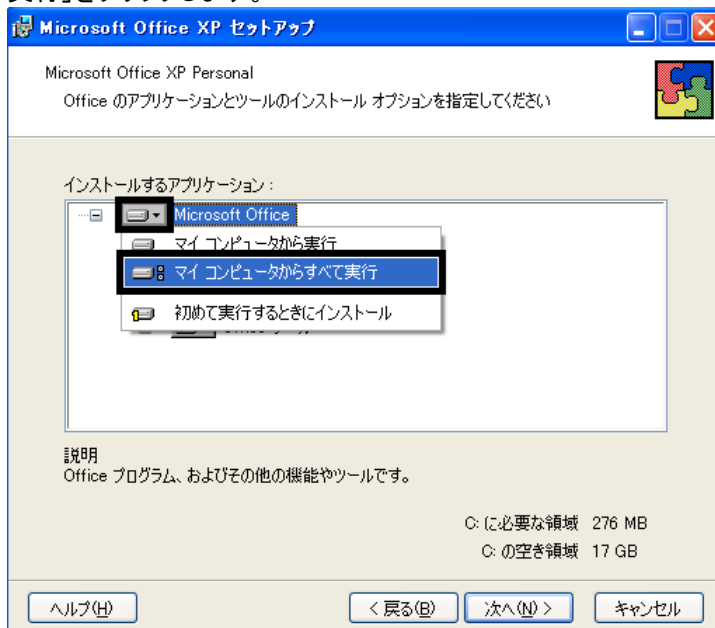 Microsoft Office XP セットアップ
Microsoft Office XP Personal
Office のアプリケーションとツールのインストール オプションを指定してください
インストールするアプリケーション :
Microsoft Office
マイ コンピュータから実行
マイ コンピュータからすべて実行
初めて実行するときにインストール
説明
Office プログラム、およびその他の機能やツールです。
C: に必要な領域 276 MB
C: の空き領域 17 GB
ヘルプ(H)
< 戻る(B)
次へ(N) >
キャンセル